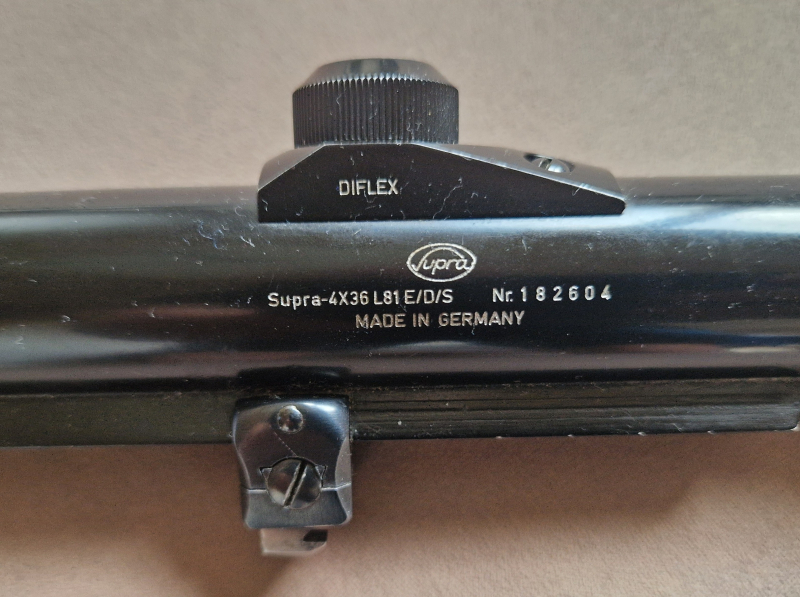 DIFLEX
Supra
Supra-4X36 L81 E/D/S Nr. 182604
MADE IN GERMANY